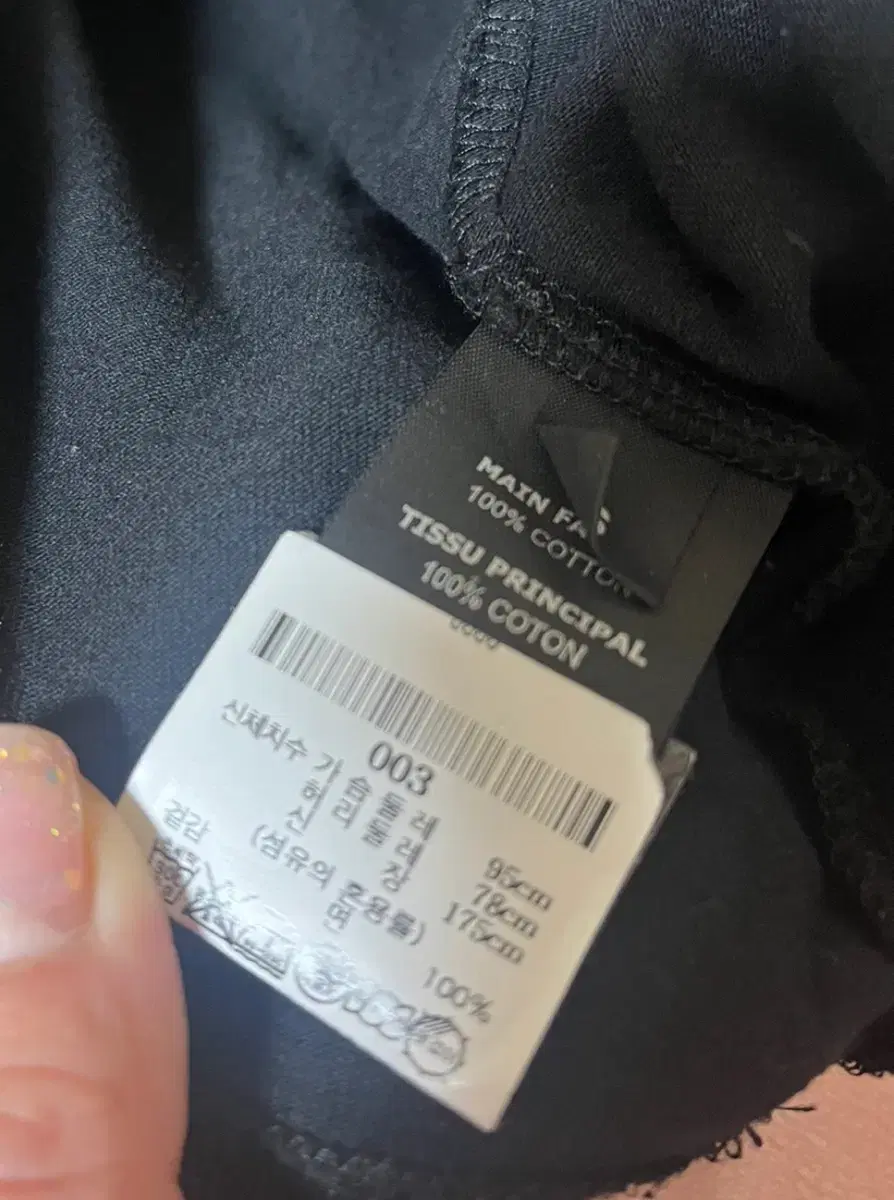 MAIN FA
100% COTTON
TISSU PRINCIPAL
100% COTON
003
신체치수 가슴둘레 95cm
허리둘레 78cm
신장 175cm
겉감 (섬유의 혼용률)
면 100%